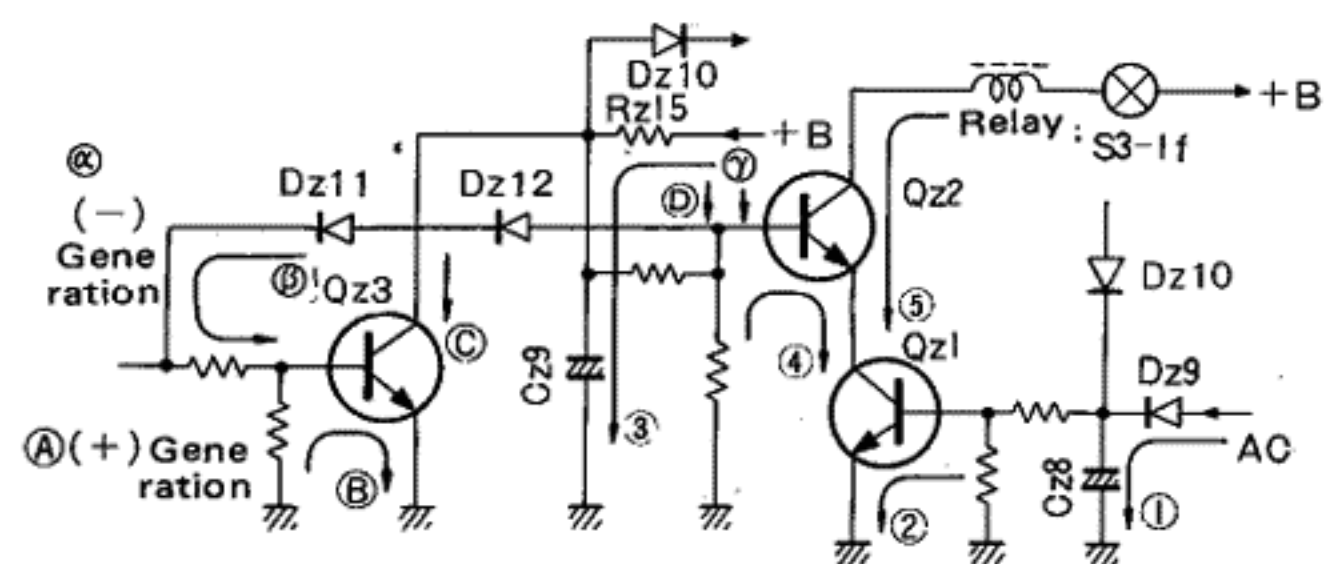 Dz10
Rz15
+B
Relay :
S3-1f
+B
α
(−)
Gene
ration
Dz11
Dz12
D
γ
Qz2
Dz10
β
Qz3
C
Cz9
③
④
⑤
Qz1
Dz9
AC
Ⓐ(+) Gene
ration
Ⓑ
②
Cz8
①